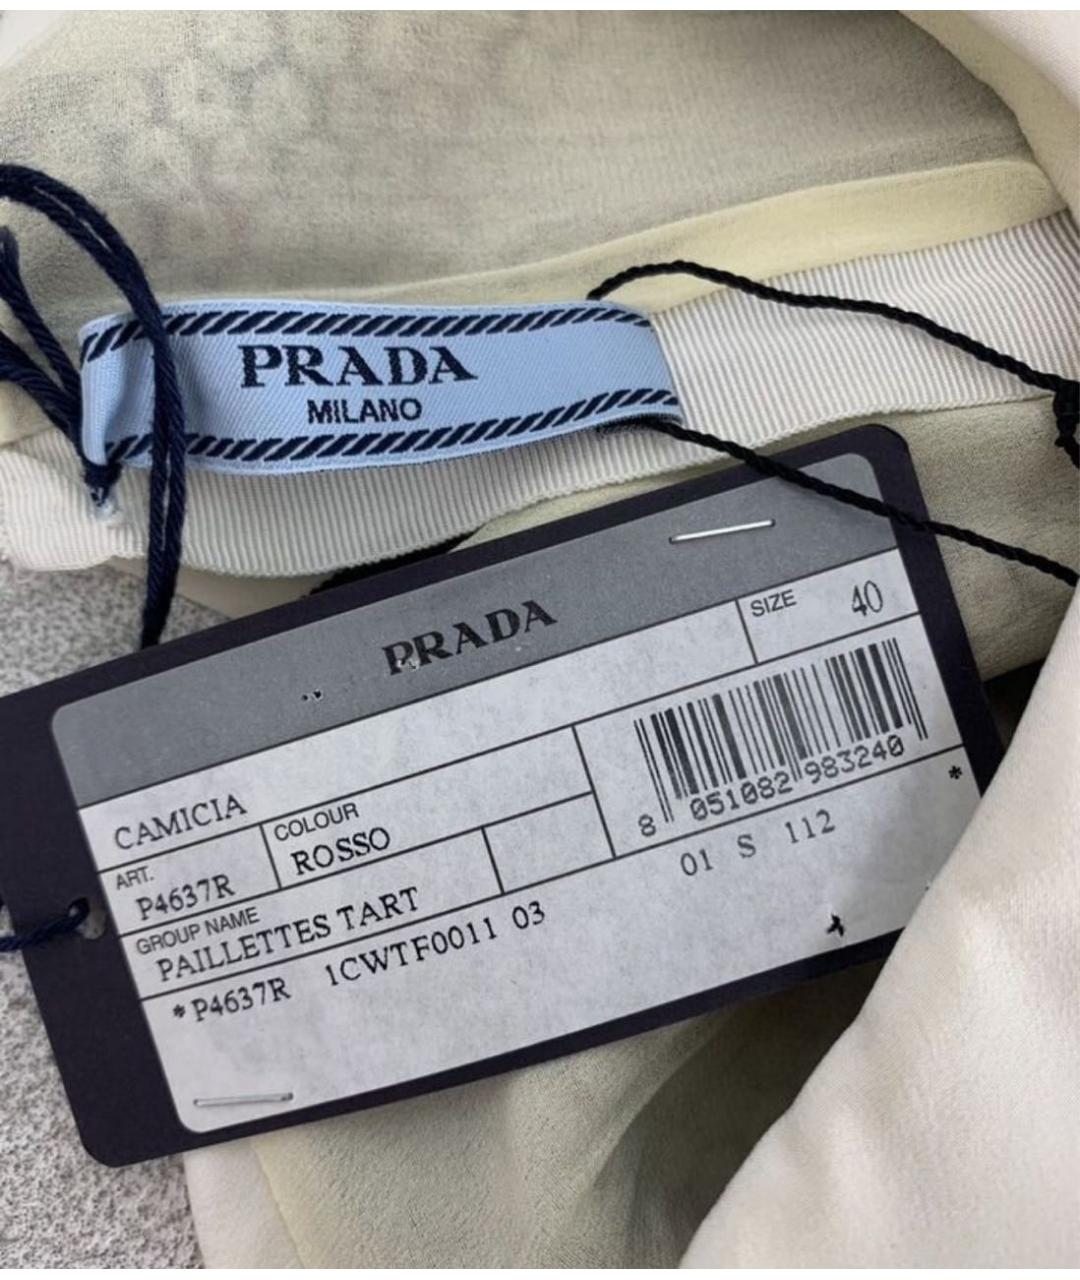 PRADA
MILANO
PRADA
SIZE 40
CAMICIA
ART. P4637R
COLOUR ROSSO
GROUP NAME
PAILLETTES TART
*P4637R 1CWTF0011 03
8 051082 983240
*
01 S 112